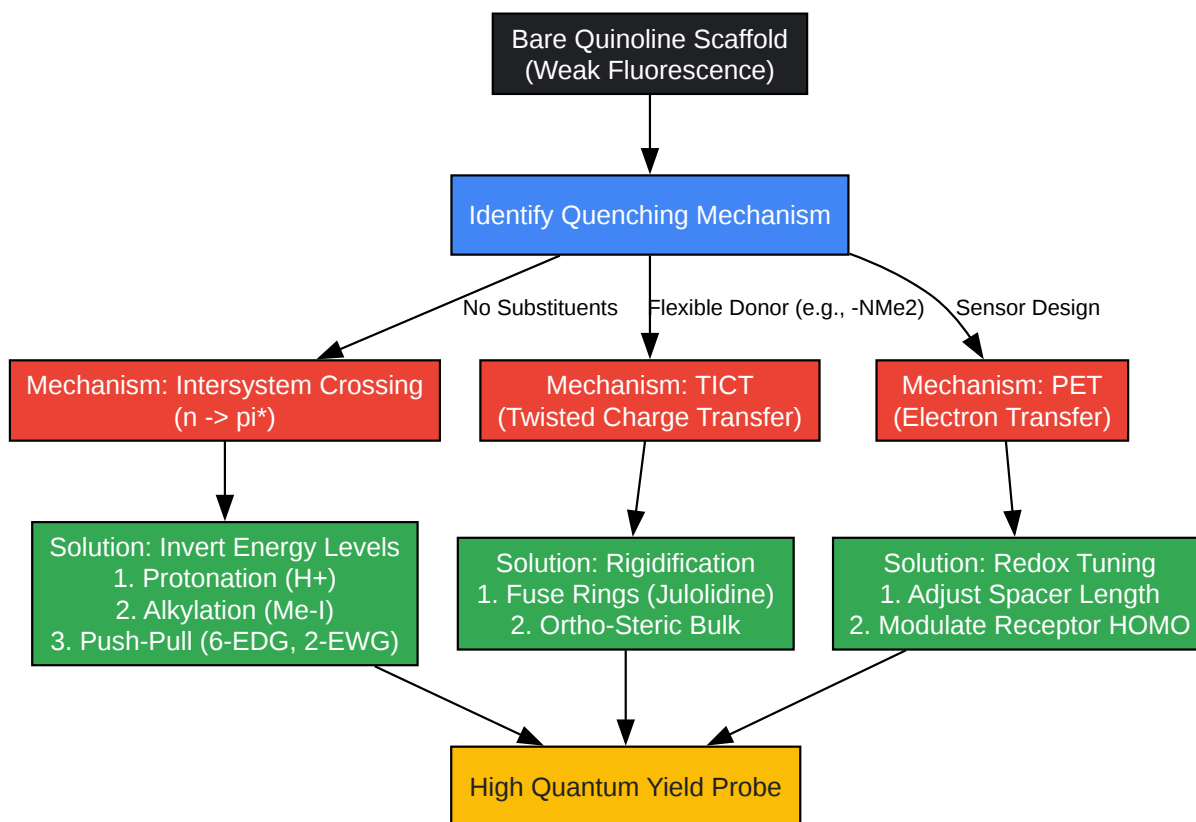 Bare Quinoline Scaffold
(Weak Fluorescence)
Identify Quenching Mechanism
No Substituents
Flexible Donor (e.g., -NMe2)
Sensor Design
Mechanism: Intersystem Crossing
(n -> pi*)
Mechanism: TICT
(Twisted Charge Transfer)
Mechanism: PET
(Electron Transfer)
Solution: Invert Energy Levels
1. Protonation (H+)
2. Alkylation (Me-I)
3. Push-Pull (6-EDG, 2-EWG)
Solution: Rigidification
1. Fuse Rings (Julolidine)
2. Ortho-Steric Bulk
Solution: Redox Tuning
1. Adjust Spacer Length
2. Modulate Receptor HOMO
High Quantum Yield Probe